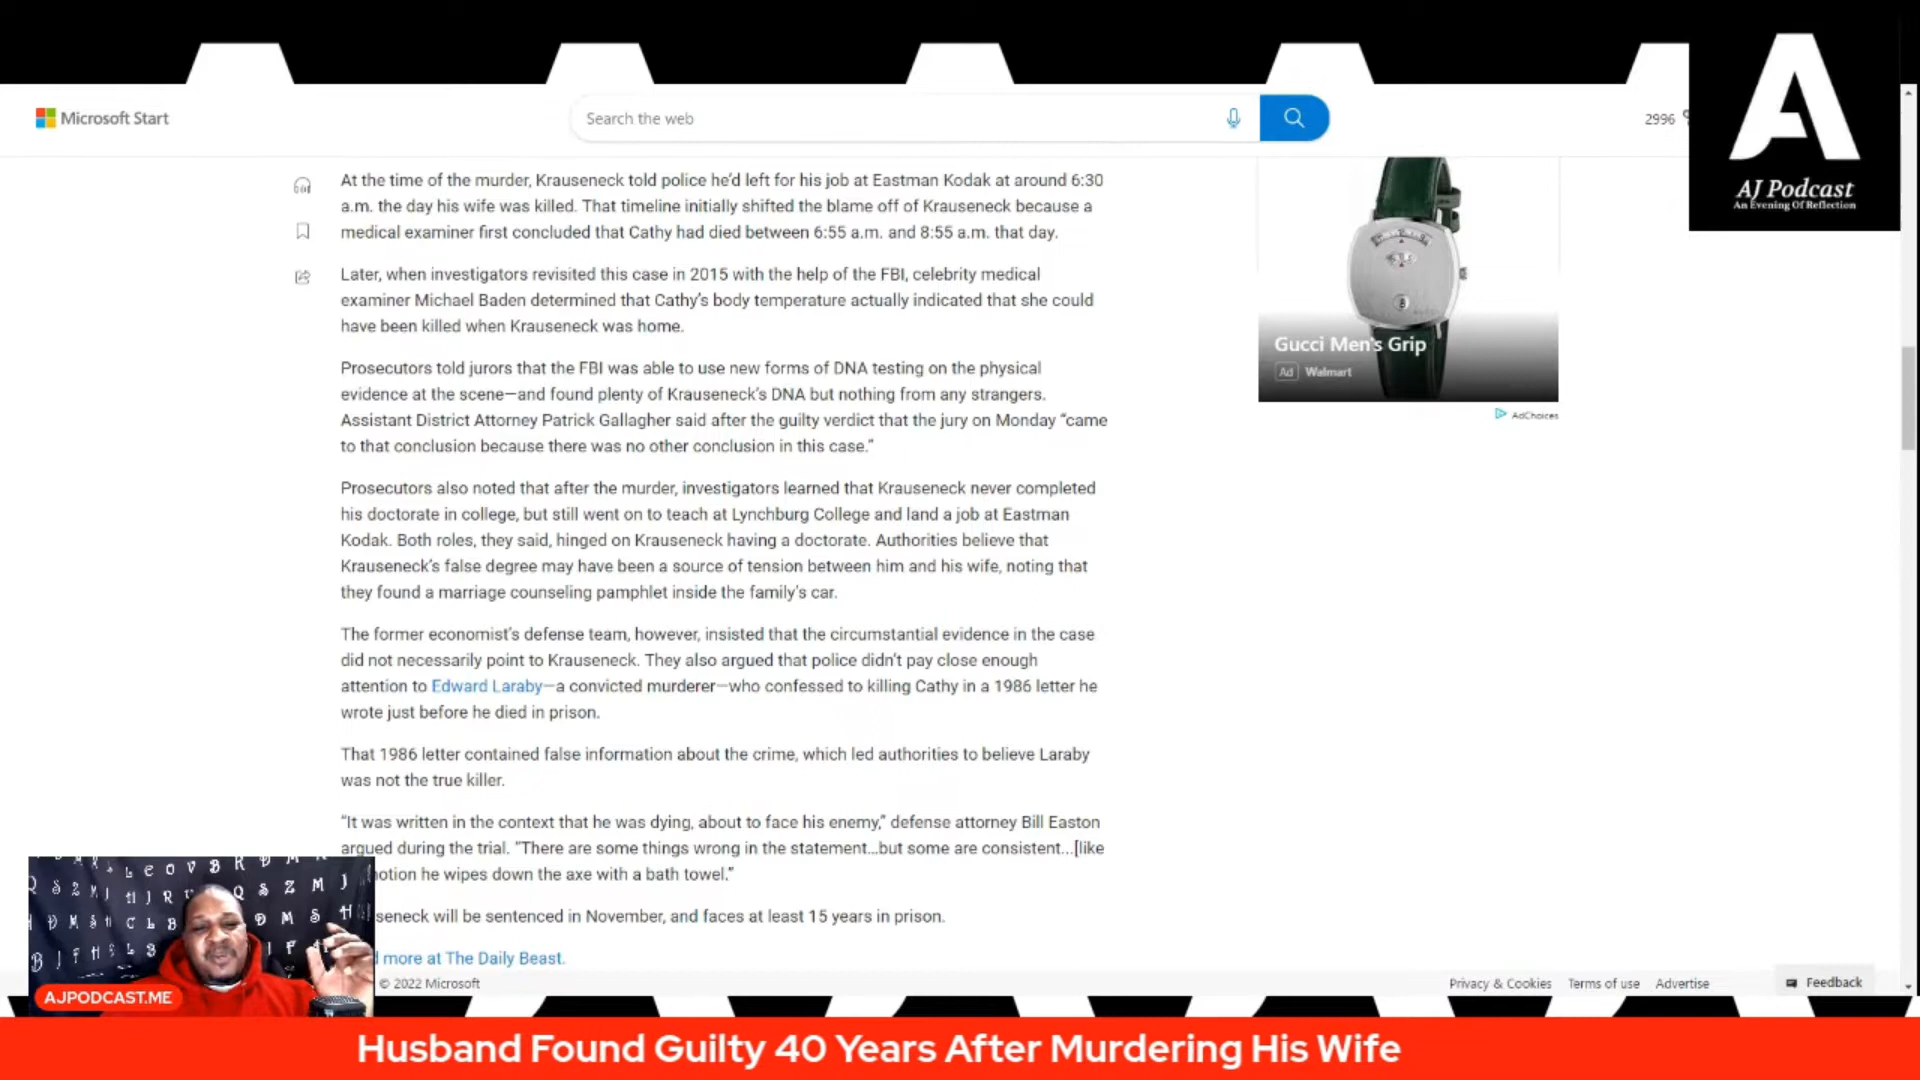 Microsoft Start
Search the web
2996
A
AJ Podcast
An Evening Of Reflection
At the time of the murder, Krauseneck told police he’d left for his job at Eastman Kodak at around 6:30
a.m. the day his wife was killed. That timeline initially shifted the blame off of Krauseneck because a
medical examiner first concluded that Cathy had died between 6:55 a.m. and 8:55 a.m. that day.
Later, when investigators revisited this case in 2015 with the help of the FBI, celebrity medical
examiner Michael Baden determined that Cathy’s body temperature actually indicated that she could
have been killed when Krauseneck was home.
Prosecutors told jurors that the FBI was able to use new forms of DNA testing on the physical
evidence at the scene—and found plenty of Krauseneck’s DNA but nothing from any strangers.
Assistant District Attorney Patrick Gallagher said after the guilty verdict that the jury on Monday “came
to that conclusion because there was no other conclusion in this case.”
Prosecutors also noted that after the murder, investigators learned that Krauseneck never completed
his doctorate in college, but still went on to teach at Lynchburg College and land a job at Eastman
Kodak. Both roles, they said, hinged on Krauseneck having a doctorate. Authorities believe that
Krauseneck’s false degree may have been a source of tension between him and his wife, noting that
they found a marriage counseling pamphlet inside the family’s car.
The former economist’s defense team, however, insisted that the circumstantial evidence in the case
did not necessarily point to Krauseneck. They also argued that police didn’t pay close enough
attention to Edward Laraby—a convicted murderer—who confessed to killing Cathy in a 1986 letter he
wrote just before he died in prison.
That 1986 letter contained false information about the crime, which led authorities to believe Laraby
was not the true killer.
“It was written in the context that he was dying, about to face his enemy,” defense attorney Bill Easton
argued during the trial. “There are some things wrong in the statement…but some are consistent…[like
otion he wipes down the axe with a bath towel.”
seneck will be sentenced in November, and faces at least 15 years in prison.
more at The Daily Beast.
Gucci Men's Grip
Ad Walmart
AdChoices
© 2022 Microsoft
Privacy & Cookies Terms of use Advertise Feedback
AJPODCAST.ME
Husband Found Guilty 40 Years After Murdering His Wife